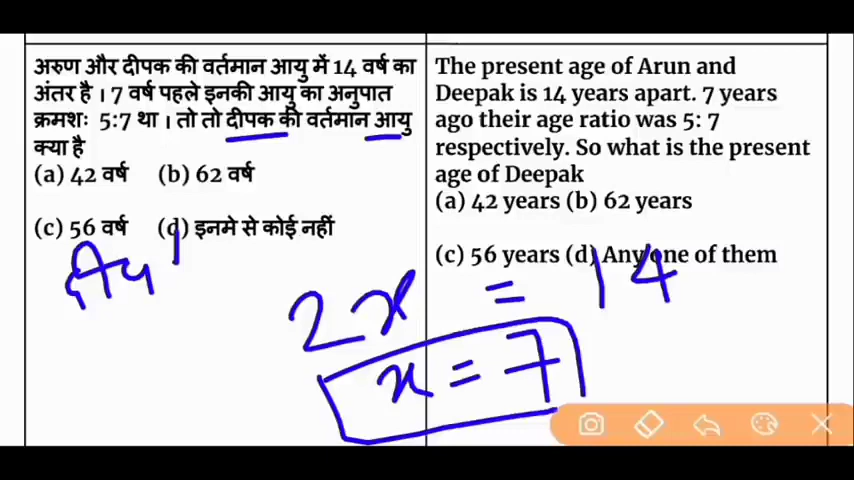 अरुण और दीपक की वर्तमान आयु में 14 वर्ष का
अंतर है । 7 वर्ष पहले इनकी आयु का अनुपात
क्रमशः 5:7 था । तो तो दीपक की वर्तमान आयु
क्या है
(a) 42 वर्ष (b) 62 वर्ष
(c) 56 वर्ष (d) इनमे से कोई नहीं
The present age of Arun and
Deepak is 14 years apart. 7 years
ago their age ratio was 5: 7
respectively. So what is the present
age of Deepak
(a) 42 years (b) 62 years
(c) 56 years (d) Any one of them
2x = 14
x = 7